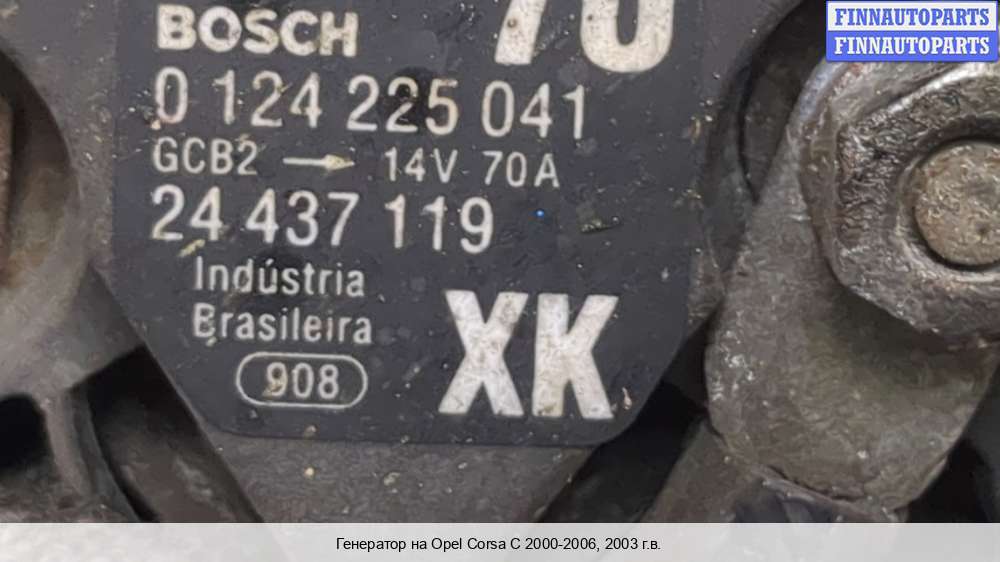 FINNAUTOPARTS
FINNAUTOPARTS
BOSCH 70
0 124 225 041
GCB2 → 14V 70A
24 437 119
Indústria
Brasileira
908
XK
Генератор на Opel Corsa C 2000-2006, 2003 г.в.